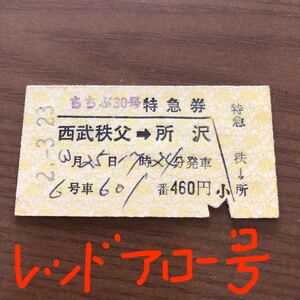 ちちぶ30号 特急券
西武秩父➡所沢
3月25日17時24分発車
6号車601番460円 小
特急 秩↓所
2.-3.23
レッドアロー号